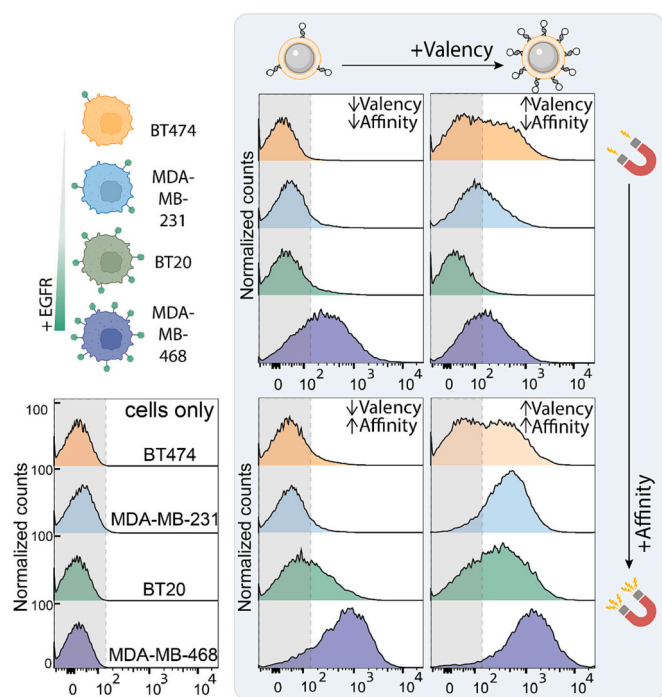 +Valency
BT474
MDA-
MB-
231
BT20
MDA-
MB-
468
+ EGFR
Normalized counts
↓Valency
↓Affinity
0 10² 10³ 10⁴
↑Valency
↓Affinity
0 10² 10³ 10⁴
+Affinity
Normalized counts
100
cells only
BT474
100
MDA-MB-231
100
BT20
100
MDA-MB-468
0
0 10² 10³ 10⁴
Normalized counts
↓Valency
↑Affinity
0 10² 10³ 10⁴
↑Valency
↑Affinity
0 10² 10³ 10⁴